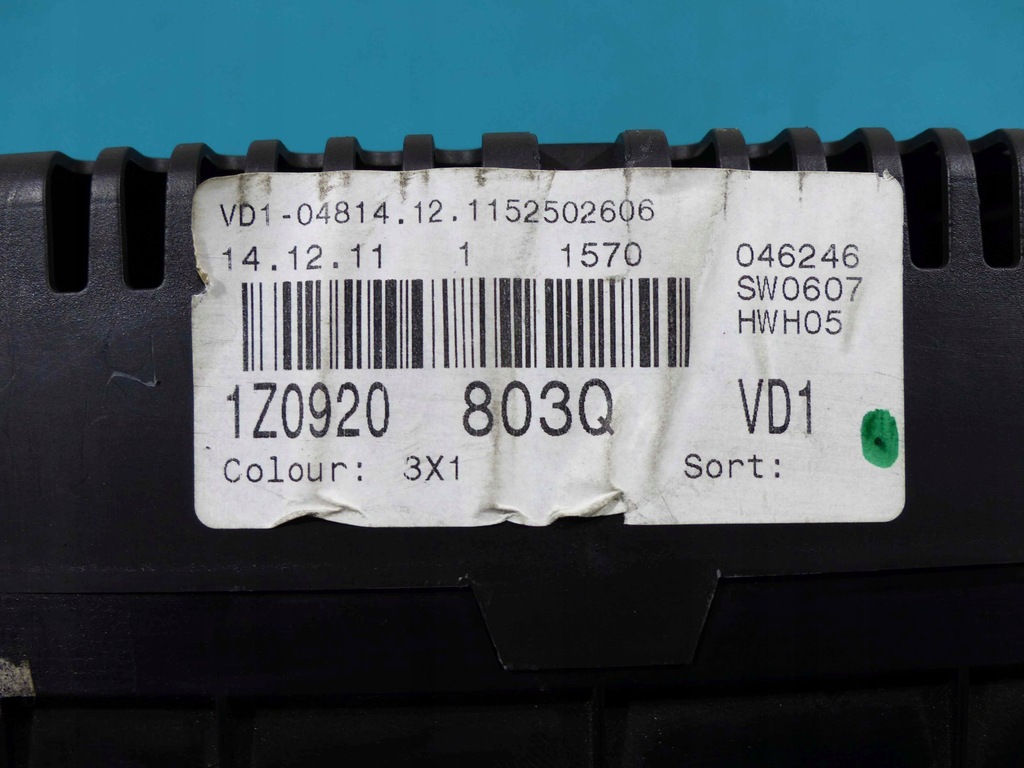 VD1-04814.12.1152502606
14.12.11 1 1570 046246
SW0607
HWH05
1Z0920 803Q VD1
Colour: 3X1 Sort: